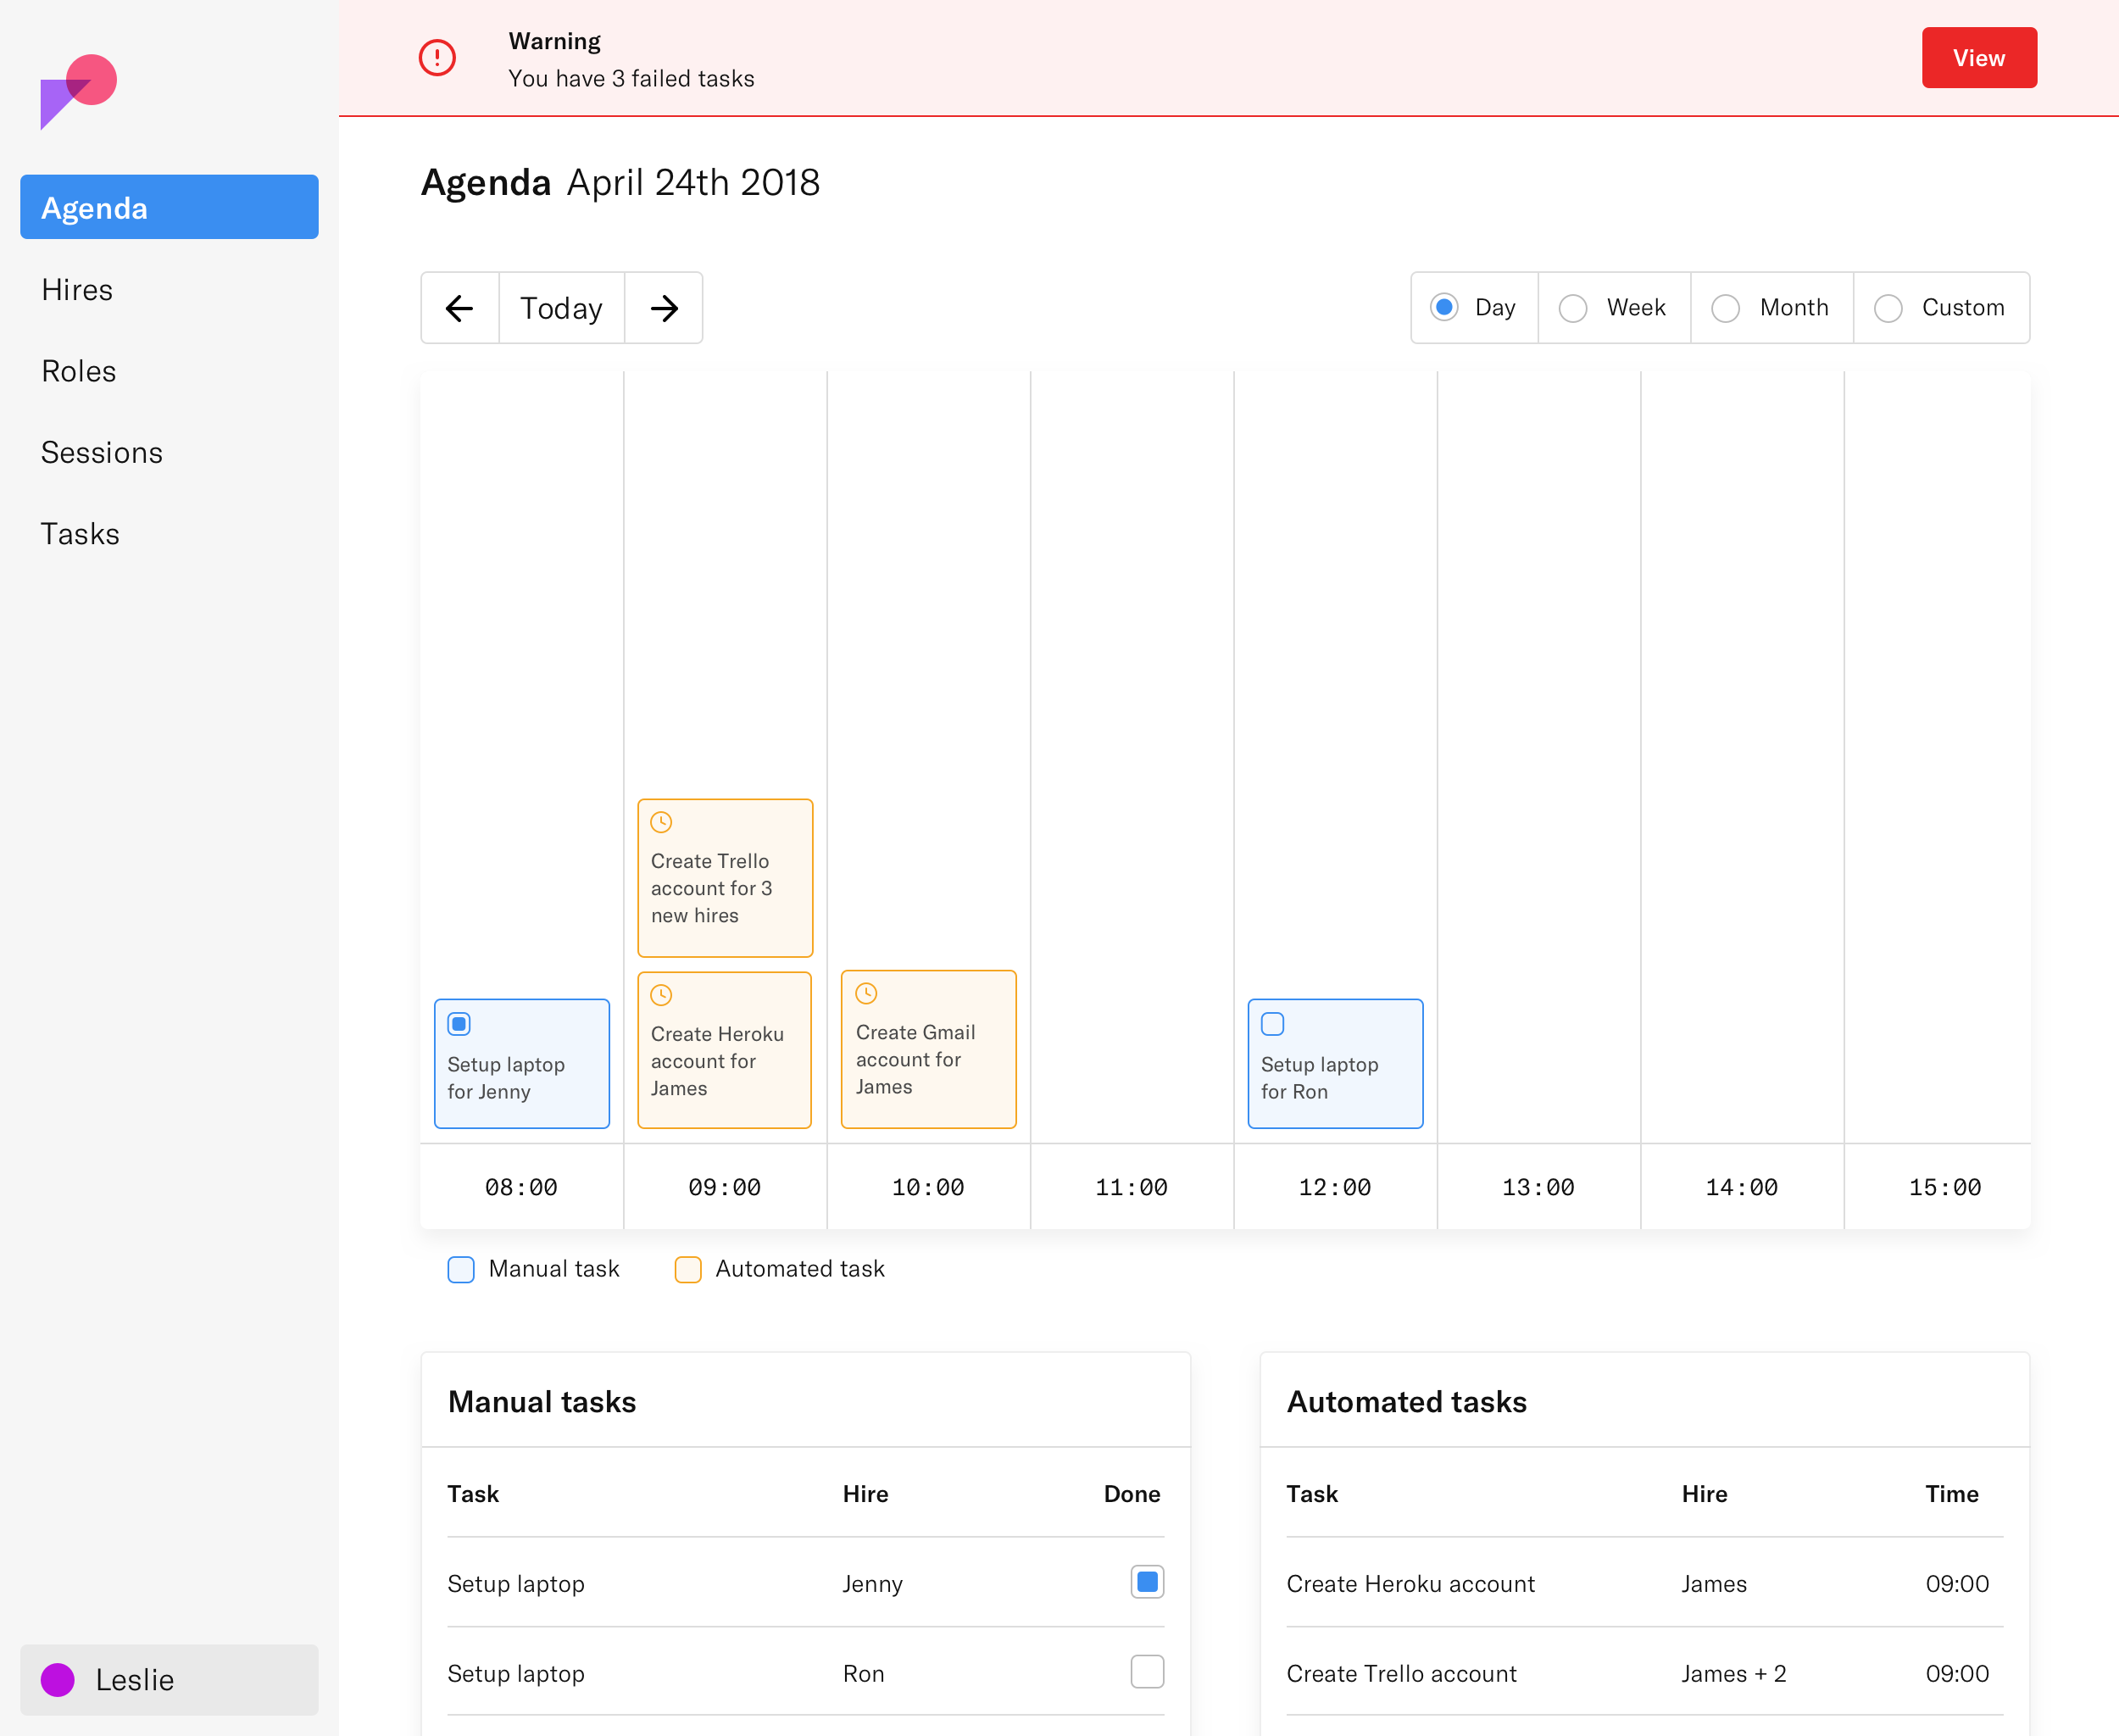 Warning
You have 3 failed tasks
View
Agenda
Hires
Roles
Sessions
Tasks
Leslie
Agenda April 24th 2018
Today
Day
Week
Month
Custom
Setup laptop
for Jenny
Create Trello
account for 3
new hires
Create Heroku
account for
James
Create Gmail
account for
James
Setup laptop
for Ron
08:00 09:00 10:00 11:00 12:00 13:00 14:00 15:00
Manual task
Automated task
Manual tasks
Task Hire Done
Setup laptop Jenny
Setup laptop Ron
Automated tasks
Task Hire Time
Create Heroku account James 09:00
Create Trello account James + 2 09:00